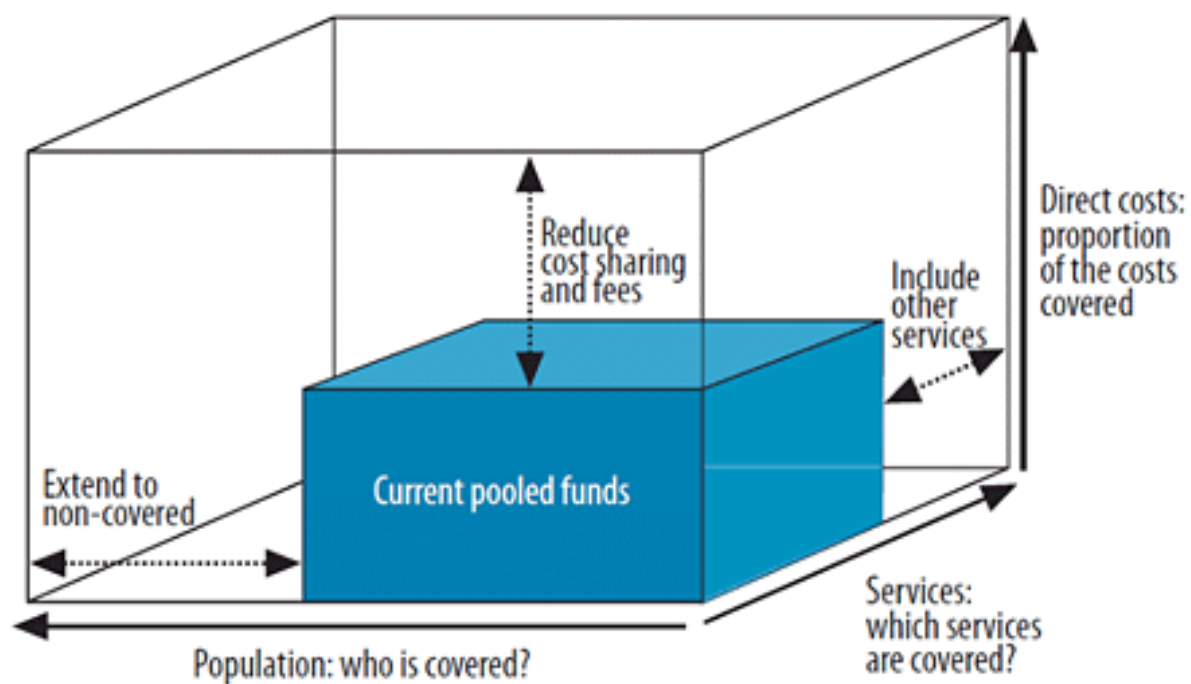 Reduce
cost sharing
and fees
Include
other
services
Direct costs:
proportion
of the costs
covered
Extend to
non-covered
Current pooled funds
Services:
which services
are covered?
Population: who is covered?